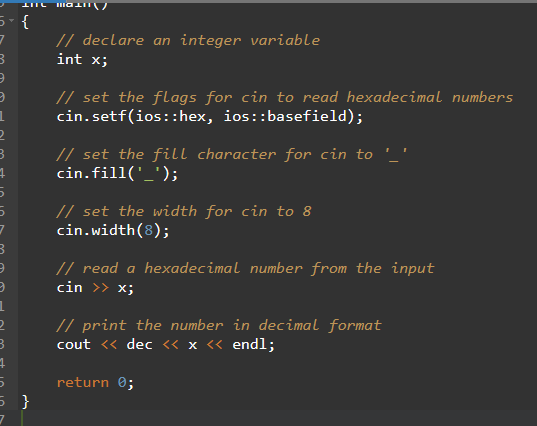 int main()
{
// declare an integer variable
int x;
// set the flags for cin to read hexadecimal numbers
cin.setf(ios::hex, ios::basefield);
// set the fill character for cin to '_'
cin.fill('_');
// set the width for cin to 8
cin.width(8);
// read a hexadecimal number from the input
cin >> x;
// print the number in decimal format
cout << dec << x << endl;
return 0;
}